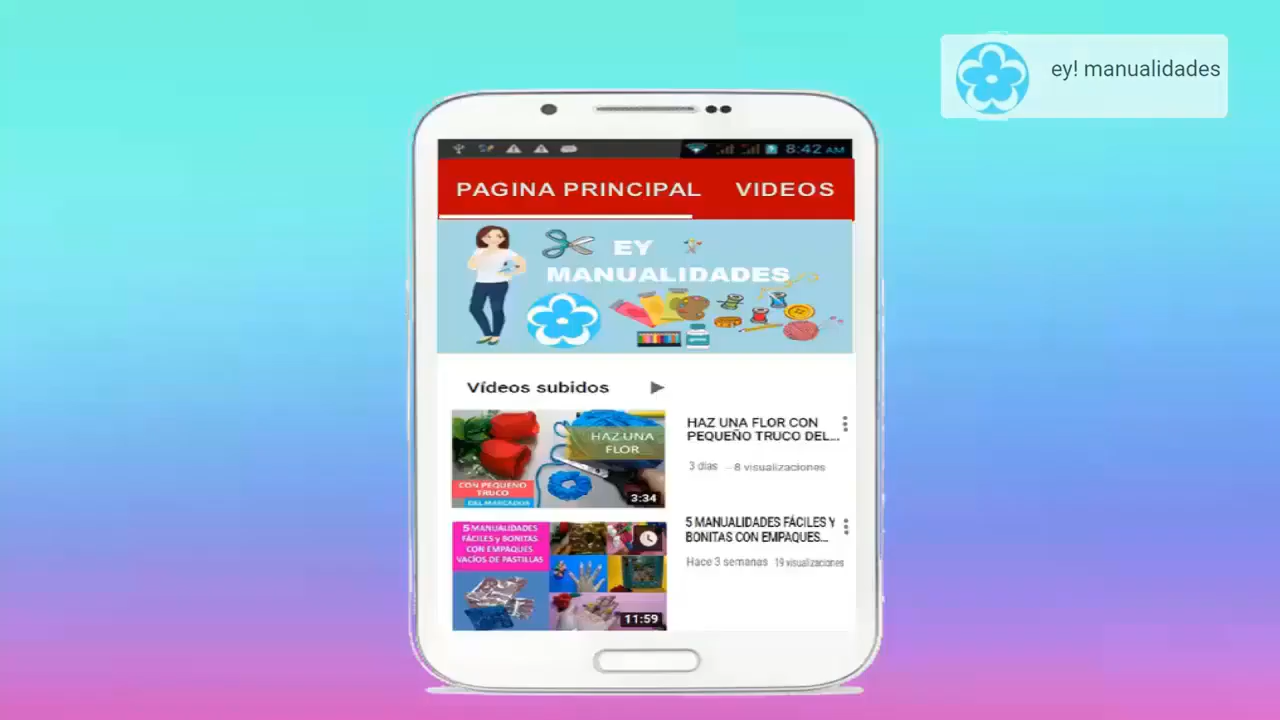 ey! manualidades
8:42 AM
PAGINA PRINCIPAL VIDEOS
EY
MANUALIDADES
Vídeos subidos
HAZ UNA
FLOR
CON PEQUEÑO
TRUCO
DEL MARCADOR
3:34
HAZ UNA FLOR CON
PEQUEÑO TRUCO DEL...
3 días - 8 visualizaciones
5 MANUALIDADES
FÁCILES y BONITAS
CON EMPAQUES
VACÍOS DE PASTILLAS
11:59
5 MANUALIDADES FÁCILES Y
BONITAS CON EMPAQUES...
Hace 3 semanas 19 visualizaciones